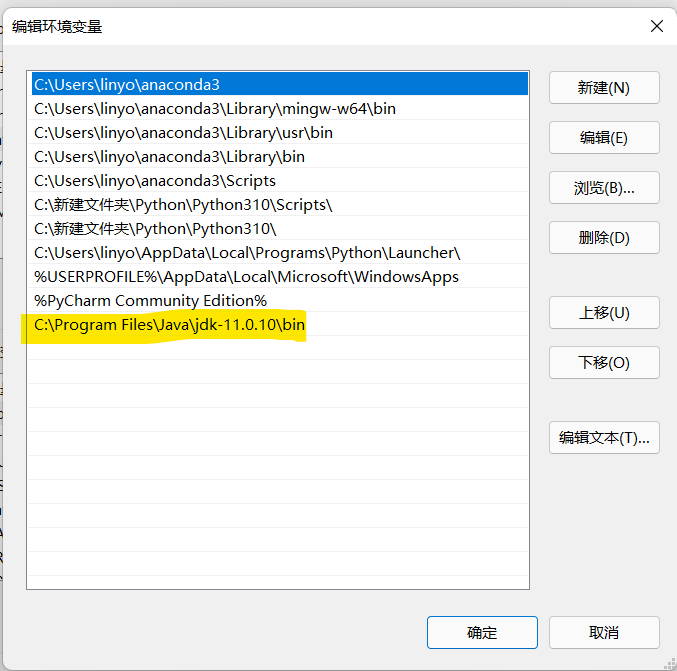 编辑环境变量
C:\Users\linyo\anaconda3
C:\Users\linyo\anaconda3\Library\mingw-w64\bin
C:\Users\linyo\anaconda3\Library\usr\bin
C:\Users\linyo\anaconda3\Library\bin
C:\Users\linyo\anaconda3\Scripts
C:\新建文件夹\Python\Python310\Scripts\
C:\新建文件夹\Python\Python310\
C:\Users\linyo\AppData\Local\Programs\Python\Launcher\
%USERPROFILE%\AppData\Local\Microsoft\WindowsApps
%PyCharm Community Edition%
C:\Program Files\Java\jdk-11.0.10\bin
新建(N)
编辑(E)
浏览(B)...
删除(D)
上移(U)
下移(O)
编辑文本(T)...
确定
取消